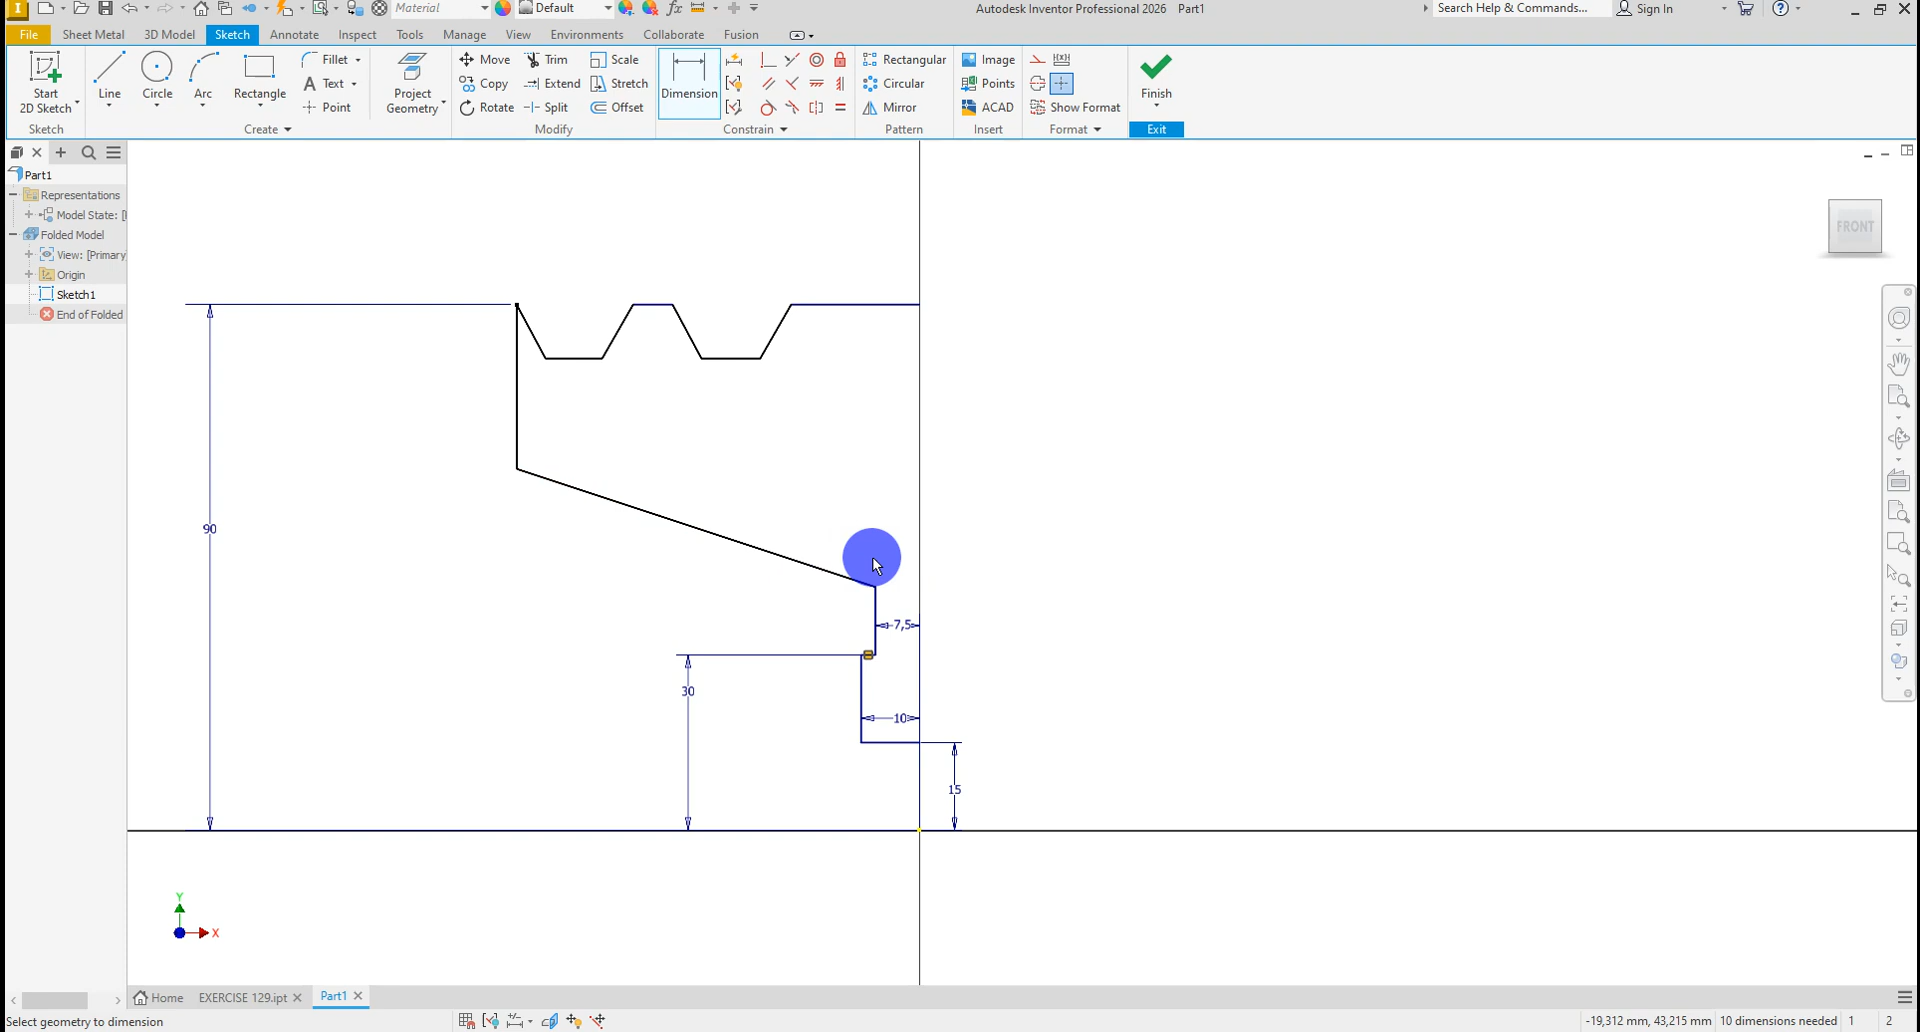 Material
Default
Autodesk Inventor Professional 2026 Part1
Search Help & Commands...
Sign In
File Sheet Metal 3D Model Sketch Annotate Inspect Tools Manage View Environments Collaborate Fusion
Start
2D Sketch
Sketch
Line
Circle
Arc
Rectangle
Fillet
Text
Point
Create
Project
Geometry
Move
Trim
Scale
Copy
Extend
Stretch
Rotate
Split
Offset
Modify
Dimension
Constrain
Rectangular
Circular
Mirror
Pattern
Image
Points
ACAD
Insert
Show Format
Format
Finish
Exit
Part1
Representations
Model State: [
Folded Model
View: [Primary
Origin
Sketch1
End of Folded
FRONT
90
7,5
30
10
15
Y
X
Home EXERCISE 129.ipt Part1
Select geometry to dimension
-19,312 mm, 43,215 mm 10 dimensions needed 1 2